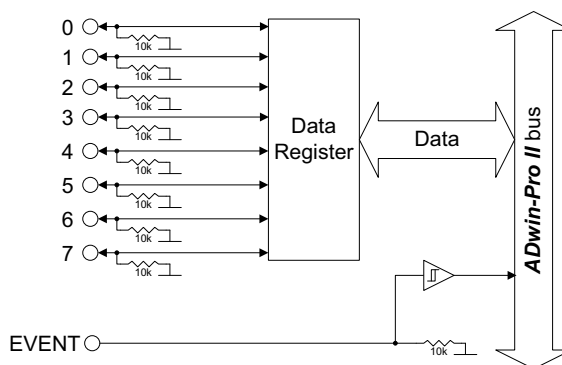 0
10k
1
10k
2
10k
3
10k
4
10k
5
10k
6
10k
7
10k
Data
Register
Data
ADwin-Pro II bus
EVENT
10k